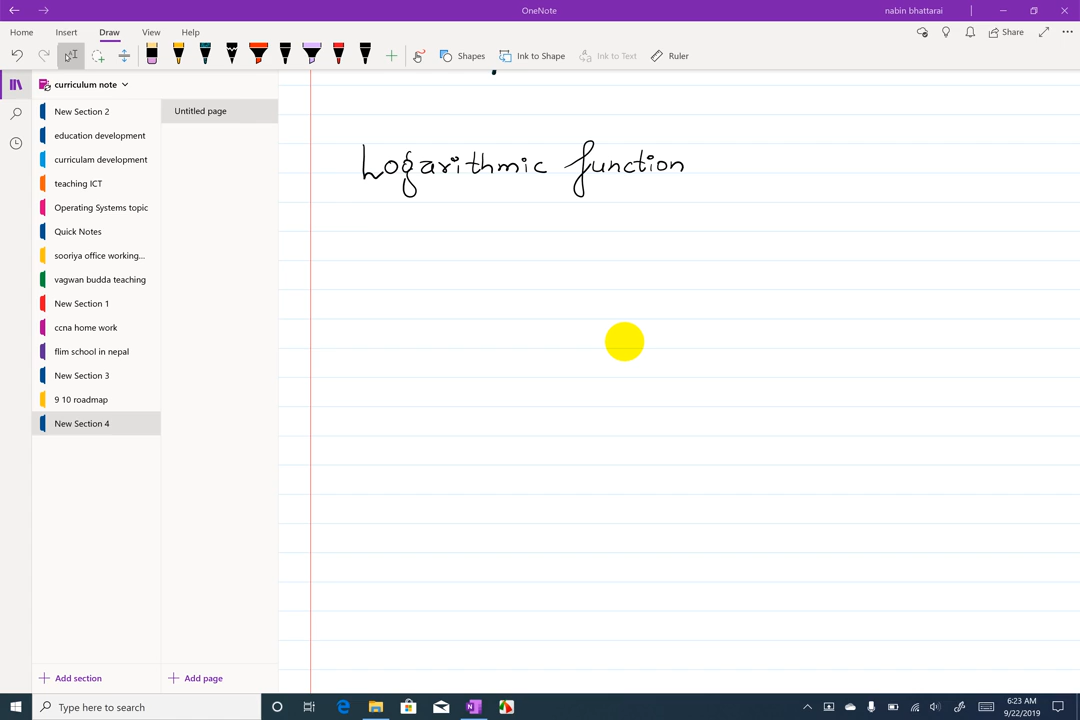 OneNote
nabin bhattarai
Home Insert Draw View Help
Share
Shapes Ink to Shape Ink to Text Ruler
curriculum note
New Section 2
education development
curriculam development
teaching ICT
Operating Systems topic
Quick Notes
sooriya office working...
vagwan budda teaching
New Section 1
ccna home work
flim school in nepal
New Section 3
9 10 roadmap
New Section 4
Untitled page
Logarithmic function
Add section
Add page
Type here to search
6:23 AM
9/22/2019